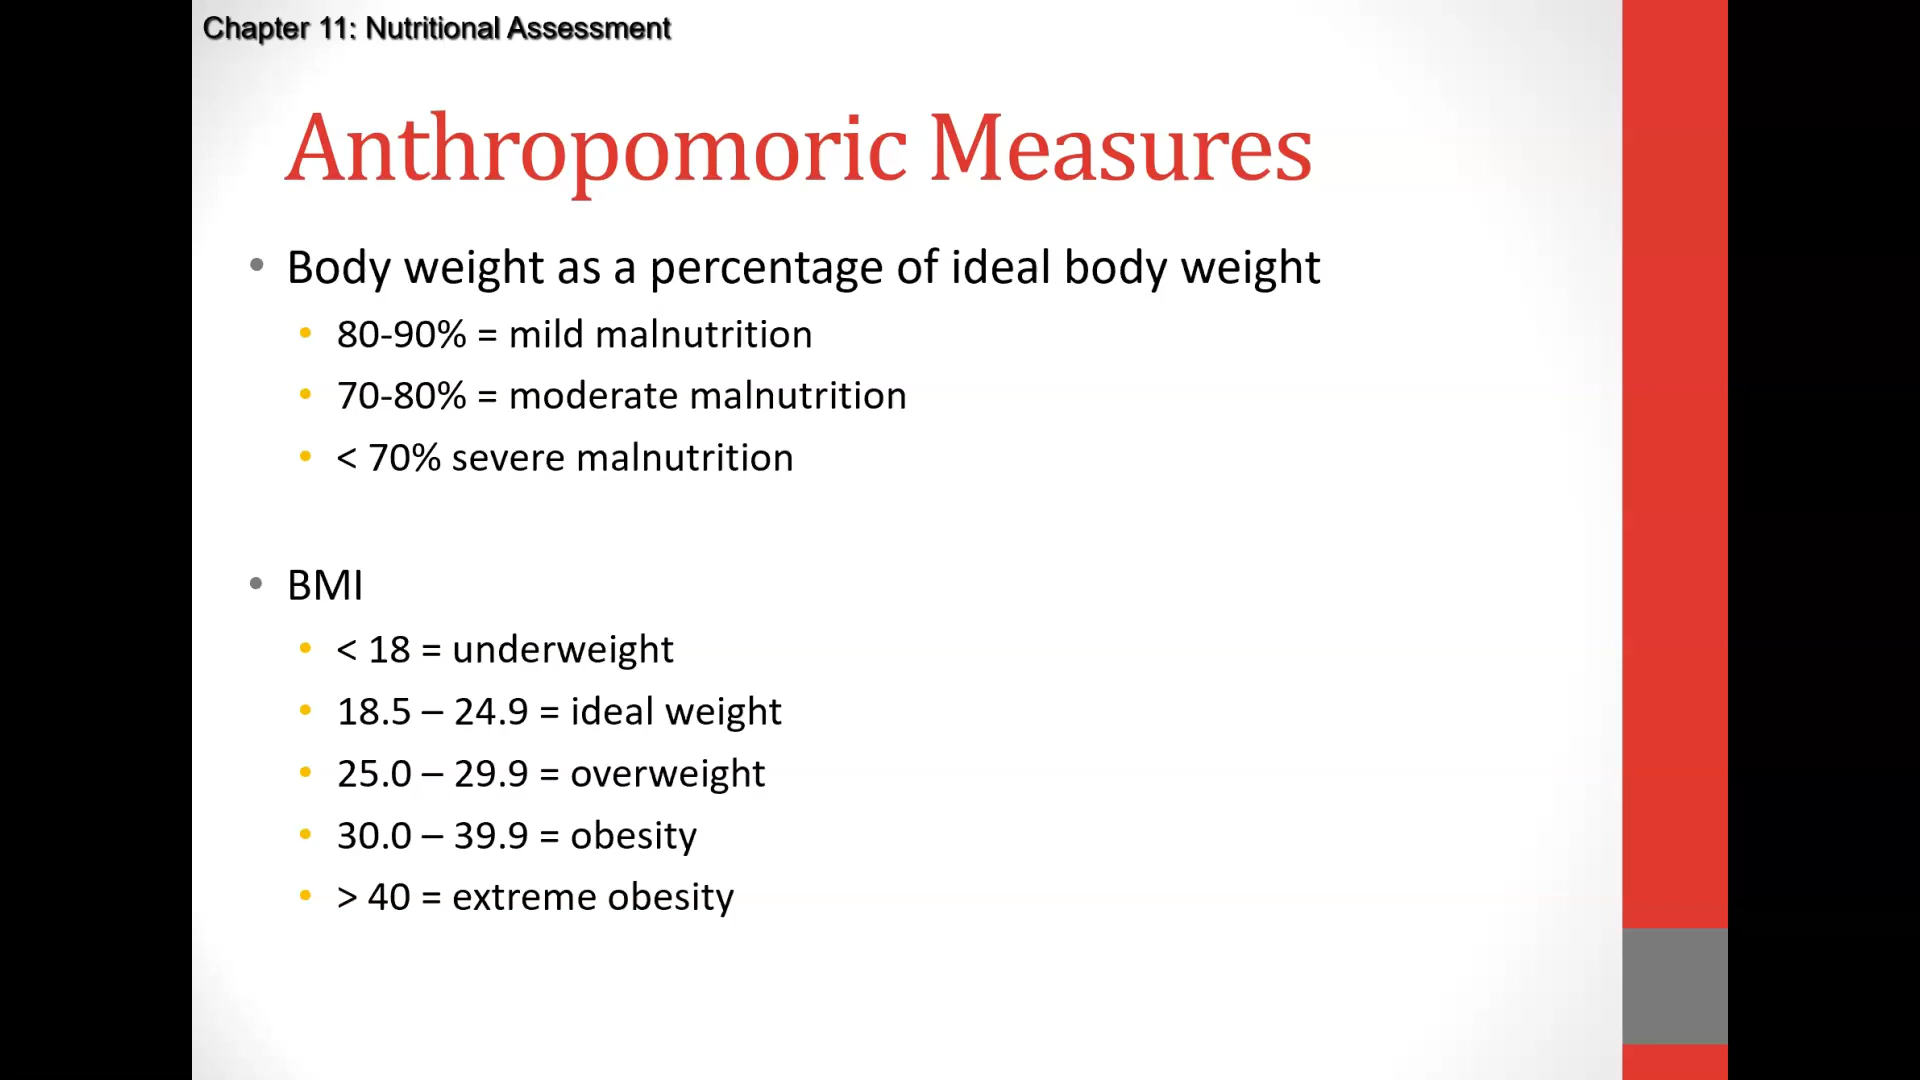 Chapter 11: Nutritional Assessment
Anthropomoric Measures
• Body weight as a percentage of ideal body weight
• 80-90% = mild malnutrition
• 70-80% = moderate malnutrition
• < 70% severe malnutrition
• BMI
• < 18 = underweight
• 18.5 – 24.9 = ideal weight
• 25.0 – 29.9 = overweight
• 30.0 – 39.9 = obesity
• > 40 = extreme obesity